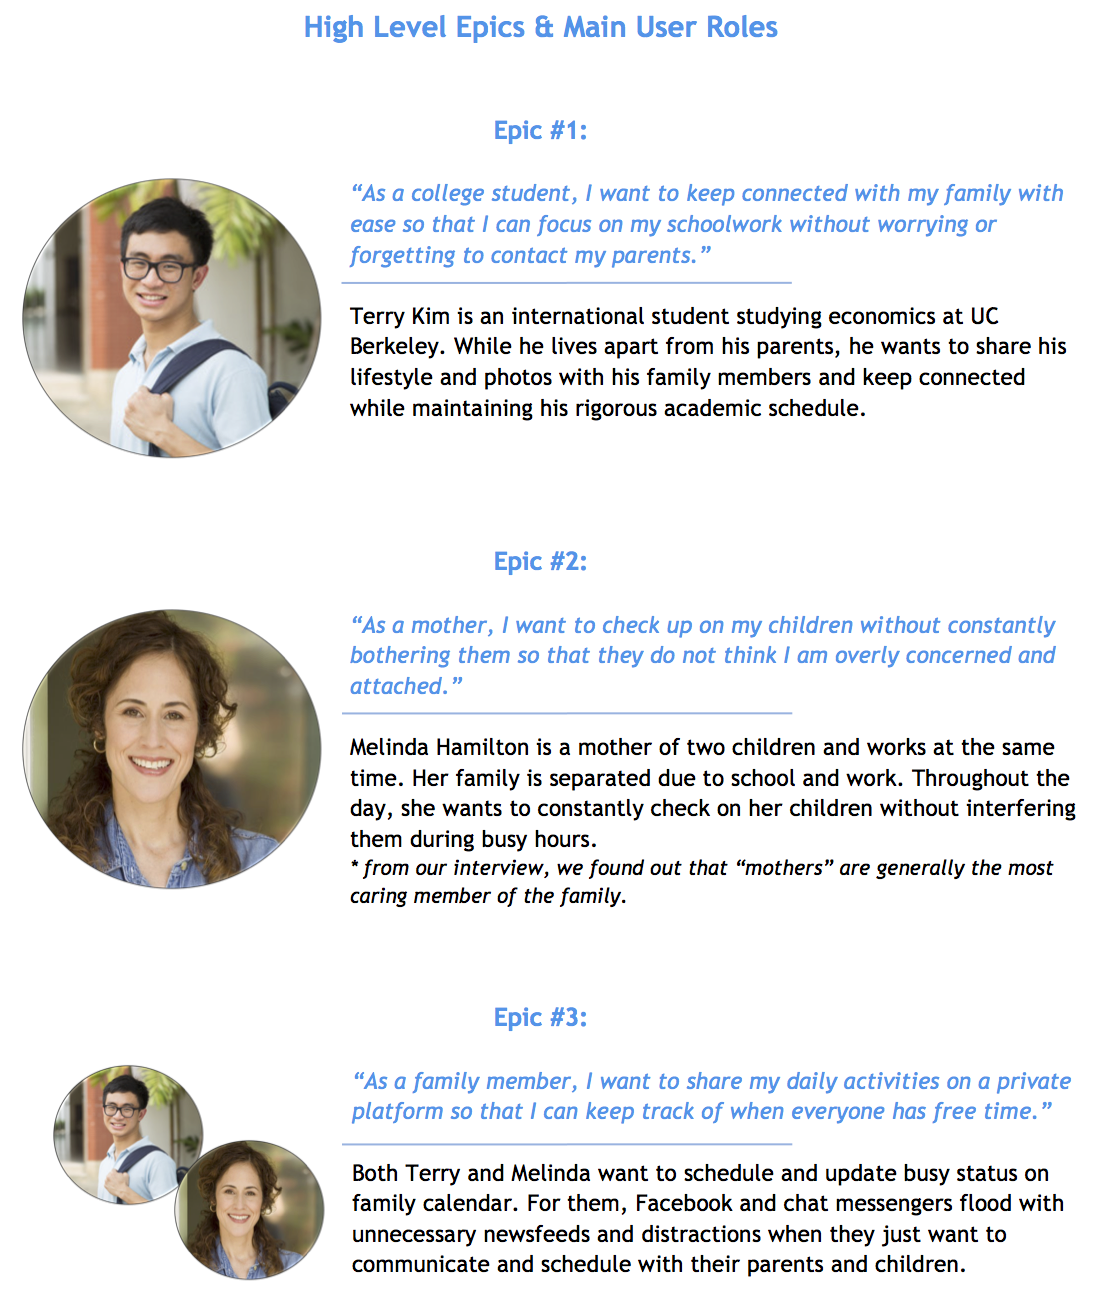 High Level Epics & Main User Roles
Epic #1:
“As a college student, I want to keep connected with my family with
ease so that I can focus on my schoolwork without worrying or
forgetting to contact my parents.”
Terry Kim is an international student studying economics at UC
Berkeley. While he lives apart from his parents, he wants to share his
lifestyle and photos with his family members and keep connected
while maintaining his rigorous academic schedule.
Epic #2:
“As a mother, I want to check up on my children without constantly
bothering them so that they do not think I am overly concerned and
attached.”
Melinda Hamilton is a mother of two children and works at the same
time. Her family is separated due to school and work. Throughout the
day, she wants to constantly check on her children without interfering
them during busy hours.
* from our interview, we found out that “mothers” are generally the most
caring member of the family.
Epic #3:
“As a family member, I want to share my daily activities on a private
platform so that I can keep track of when everyone has free time.”
Both Terry and Melinda want to schedule and update busy status on
family calendar. For them, Facebook and chat messengers flood with
unnecessary newsfeeds and distractions when they just want to
communicate and schedule with their parents and children.